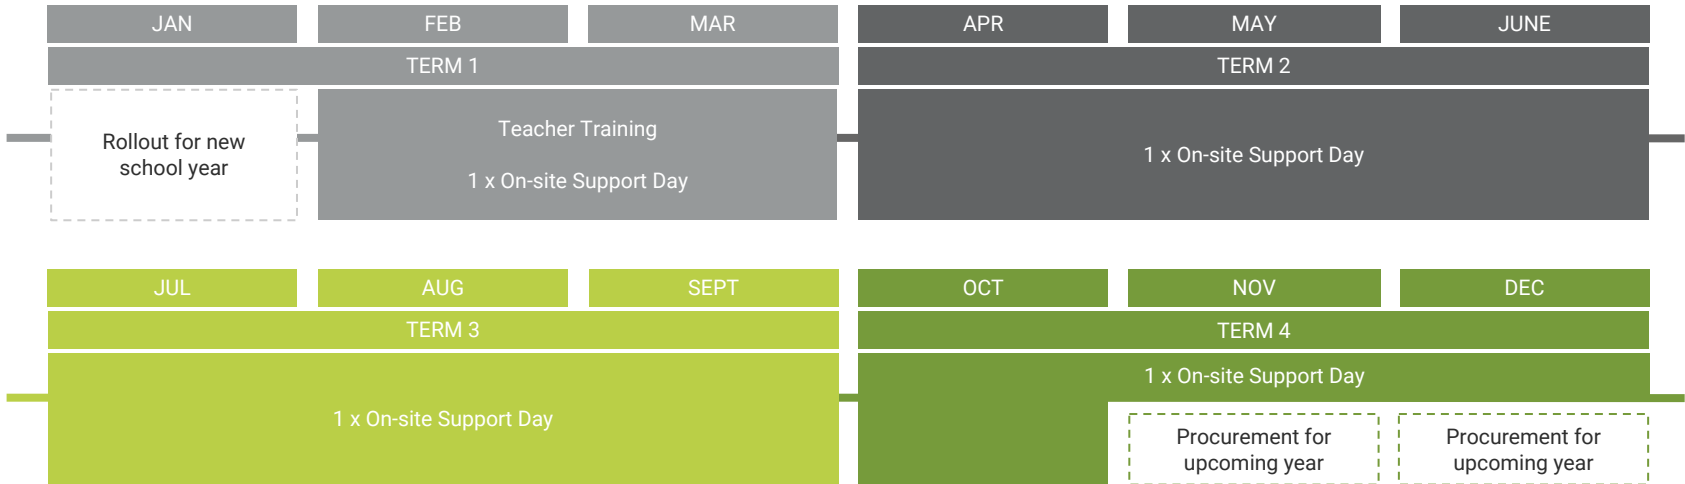 JAN FEB MAR APR MAY JUNE
TERM 1 TERM 2
Rollout for new
school year
Teacher Training
1 x On-site Support Day
1 x On-site Support Day
JUL AUG SEPT OCT NOV DEC
TERM 3 TERM 4
1 x On-site Support Day
1 x On-site Support Day
Procurement for
upcoming year
Procurement for
upcoming year